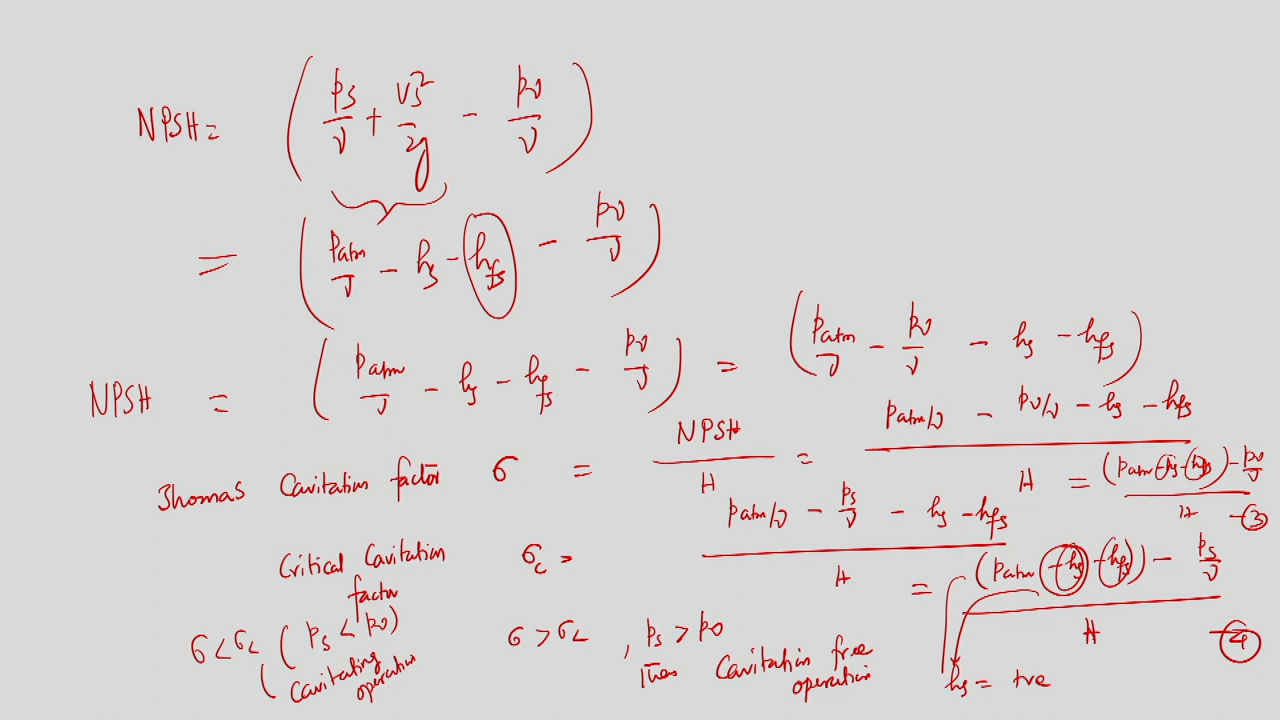 NPSH = ( ps/γ + Vs²/2g - pv/γ )
= ( Patm/γ - hs - hfs - pv/γ )
NPSH = ( Patm/γ - hs - hfs - pv/γ ) = ( Patm/γ - pv/γ - hs - hfs )
Thomas Cavitation factor σ = NPSH/H = (Patm/γ - pv/γ - hs - hfs)/H = ((Patm - hs - hfs) - pv/γ)/H -(3)
Critical Cavitation factor σc = (Patm/γ - ps/γ - hs - hfs)/H = ((Patm - hs - hfs) - ps/γ)/H -(4)
σ < σc ( ps < pv) σ > σc , ps > pv
( Cavitating operation Then Cavitation free operation hs = +ve